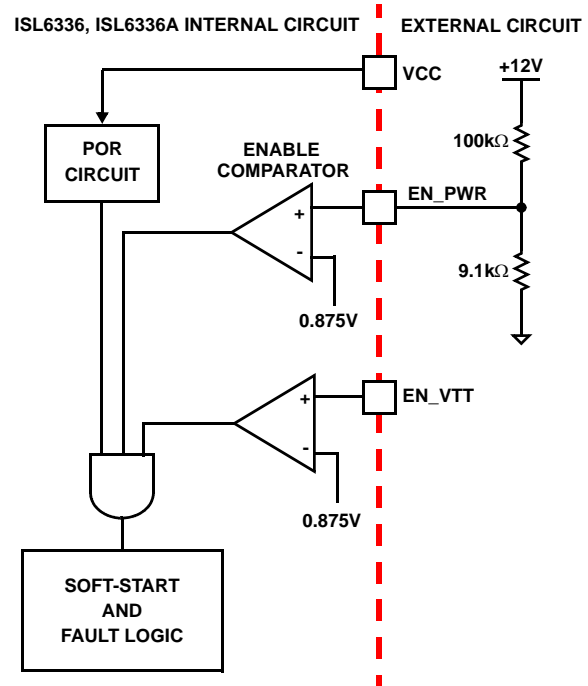 ISL6336, ISL6336A INTERNAL CIRCUIT
EXTERNAL CIRCUIT
+12V
VCC
100kΩ
POR
CIRCUIT
ENABLE
COMPARATOR
EN_PWR
+
-
9.1kΩ
0.875V
EN_VTT
+
-
0.875V
SOFT-START
AND
FAULT LOGIC